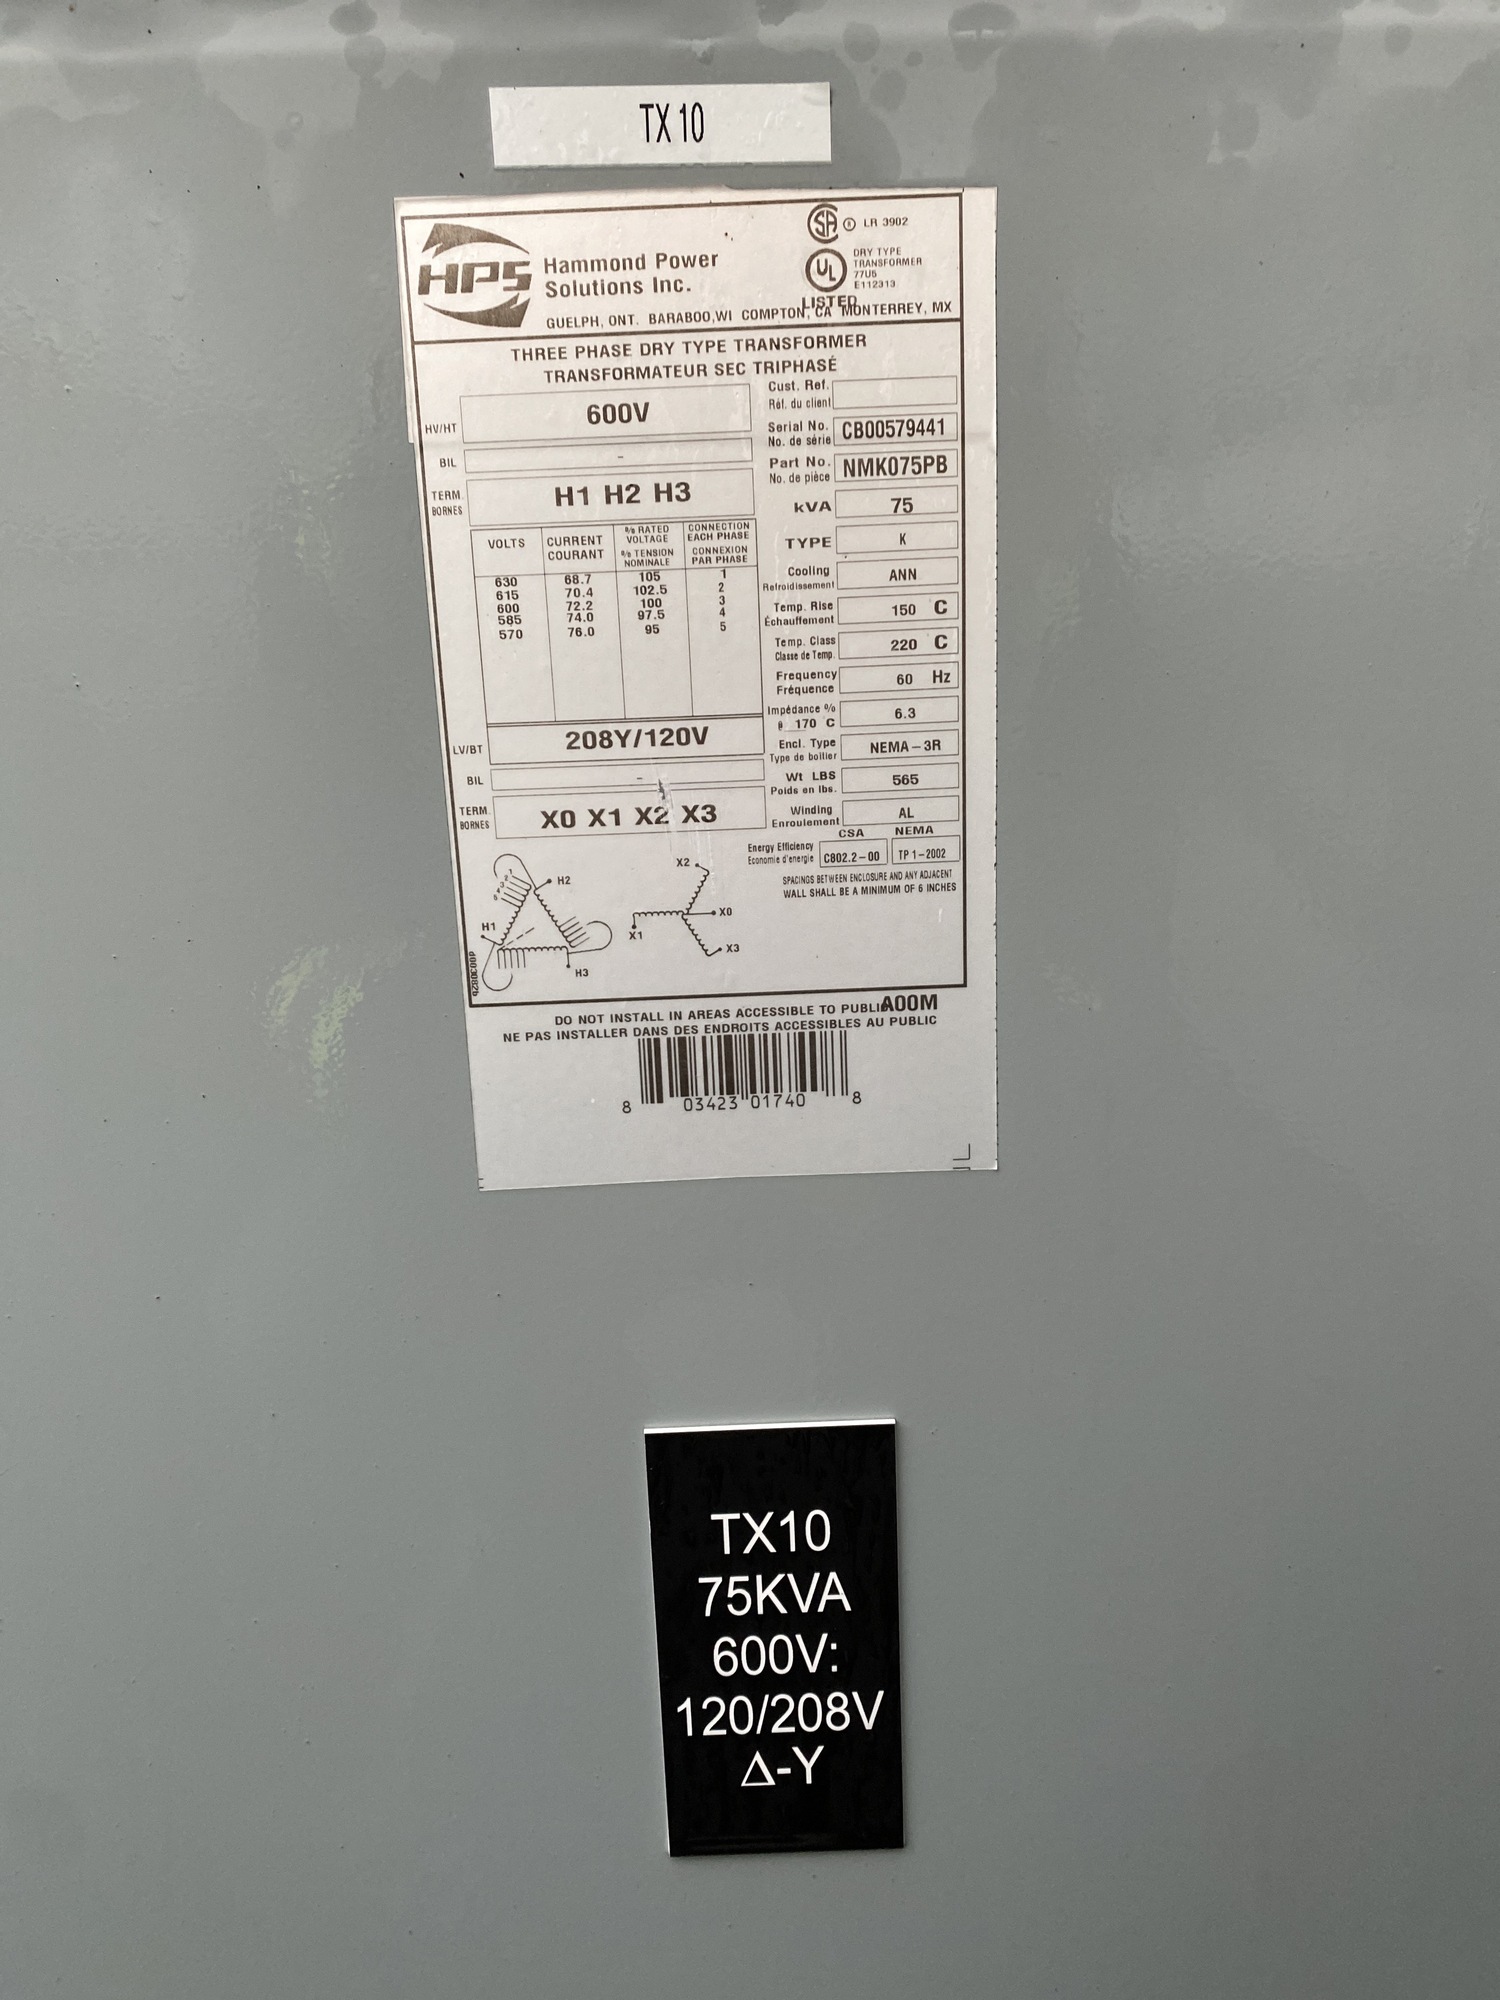 TX 10
HPS
Hammond Power
Solutions Inc.
SA ® LR 3902
UL
LISTED
DRY TYPE
TRANSFORMER
77U5
E112313
GUELPH, ONT. BARABOO,WI COMPTON, CA MONTERREY, MX
THREE PHASE DRY TYPE TRANSFORMER
TRANSFORMATEUR SEC TRIPHASÉ
HV/HT 600V
BIL -
TERM. BORNES H1 H2 H3
VOLTS CURRENT COURANT % RATED VOLTAGE % TENSION NOMINALE CONNECTION EACH PHASE CONNEXION PAR PHASE
630 68.7 105 1
615 70.4 102.5 2
600 72.2 100 3
585 74.0 97.5 4
570 76.0 95 5
LV/BT 208Y/120V
BIL -
TERM. BORNES X0 X1 X2 X3
Cust. Ref.
Réf. du client
Serial No. No. de série CB00579441
Part No. No. de pièce NMK075PB
kVA 75
TYPE K
Cooling Refroidissement ANN
Temp. Rise Échauffement 150 C
Temp. Class Classe de Temp. 220 C
Frequency Fréquence 60 Hz
Impédance % @ 170 C 6.3
Encl. Type Type de boîtier NEMA-3R
Wt LBS Poids en lbs. 565
Winding Enroulement AL
CSA NEMA
Energy Efficiency Economie d'energie C802.2-00 TP 1-2002
SPACINGS BETWEEN ENCLOSURE AND ANY ADJACENT
WALL SHALL BE A MINIMUM OF 6 INCHES
H2
H1
H3
X2
X0
X1
X3
DO NOT INSTALL IN AREAS ACCESSIBLE TO PUBLIC A00M
NE PAS INSTALLER DANS DES ENDROITS ACCESSIBLES AU PUBLIC
8 03423 01740 8
TX10
75KVA
600V:
120/208V
Δ-Y